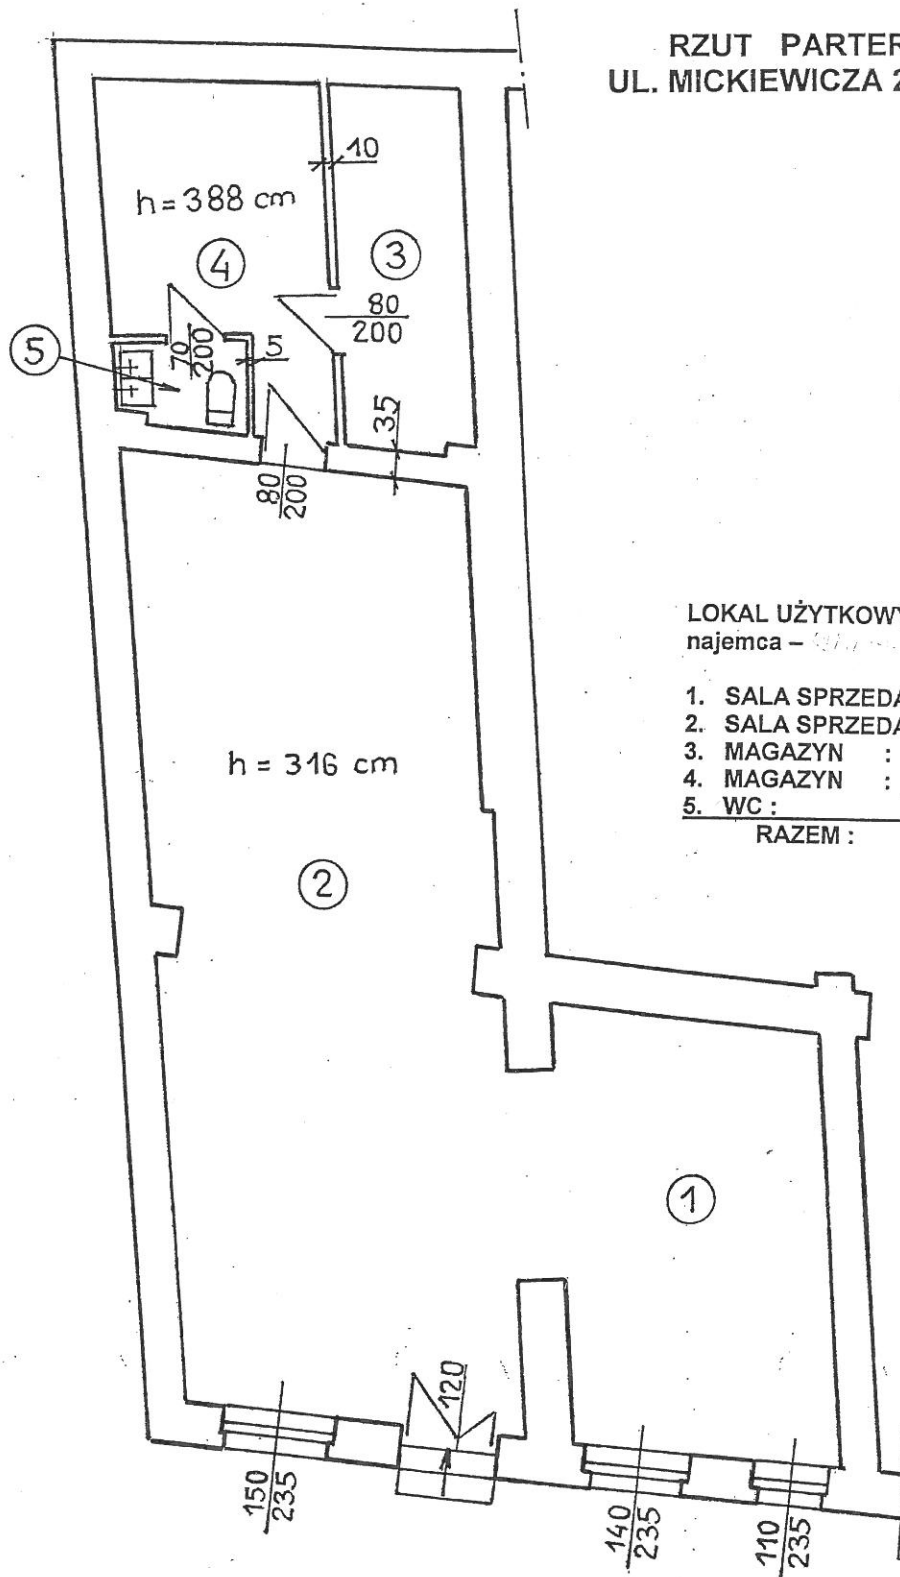 RZUT PARTER
UL. MICKIEWICZA 2
10
h = 388 cm
4
3
80
200
5
70
200
5
35
80
200
LOKAL UŻYTKOWY
najemca –
1. SALA SPRZEDA
2. SALA SPRZEDA
3. MAGAZYN :
4. MAGAZYN :
5. WC :
RAZEM :
h = 316 cm
2
1
120
150
235
140
235
110
235